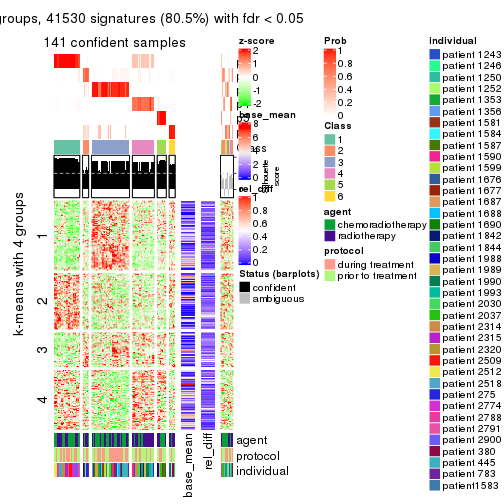 groups, 41530 signatures (80.5%) with fdr < 0.05
141 confident samples
k-means with 4 groups
1
2
3
4
base_mean
rel_diff
agent
protocol
individual
z-score
2
1
0
-1
-2
base_mean
8
6
4
2
0
rel_diff
1
0.5
0
Status (barplots)
confident
ambiguous
Silhouette
score
Prob
1
0.8
0.6
0.4
0.2
0
Class
1
2
3
4
5
6
agent
chemoradiotherapy
radiotherapy
protocol
during treatment
prior to treatment
individual
patient 1243
patient 1246
patient 1250
patient 1252
patient 1353
patient 1356
patient 1581
patient 1584
patient 1587
patient 1590
patient 1599
patient 1676
patient 1677
patient 1687
patient 1688
patient 1690
patient 1842
patient 1844
patient 1988
patient 1989
patient 1990
patient 1993
patient 2030
patient 2037
patient 2314
patient 2315
patient 2320
patient 2509
patient 2512
patient 2518
patient 275
patient 2774
patient 2788
patient 2791
patient 2900
patient 380
patient 445
patient 783
patient1583